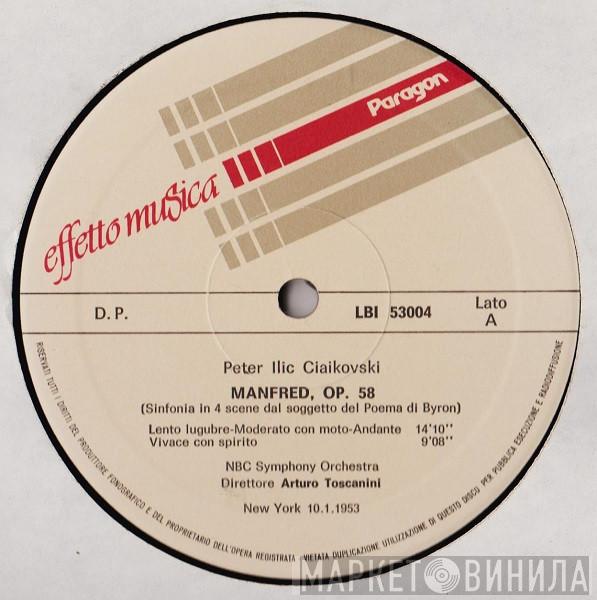 Paragon
effetto musica
D.P.
LBI 53004
Lato
A
Peter Ilic Ciaikovski
MANFRED, OP. 58
(Sinfonia in 4 scene dal soggetto del Poema di Byron)
Lento lugubre-Moderato con moto-Andante 14'10''
Vivace con spirito 9'08''
NBC Symphony Orchestra
Direttore Arturo Toscanini
New York 10.1.1953
RISERVATI TUTTI I DIRITTI DEL PRODUTTORE FONOGRAFICO E DEL PROPRIETARIO DELL'OPERA REGISTRATA - VIETATA DUPLICAZIONE UTILIZZAZIONE DI QUESTO DISCO PER PUBBLICA ESECUZIONE E RADIODIFFUSIONE
МАРКЕТ ВИНИЛА